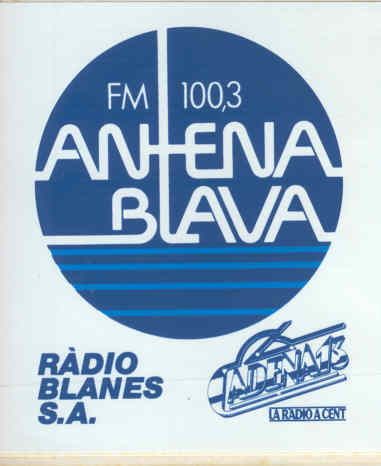 FM 100,3
ANTENA
BLAVA
RÀDIO
BLANES
S.A.
CADENA 13
LA RADIO A CENT